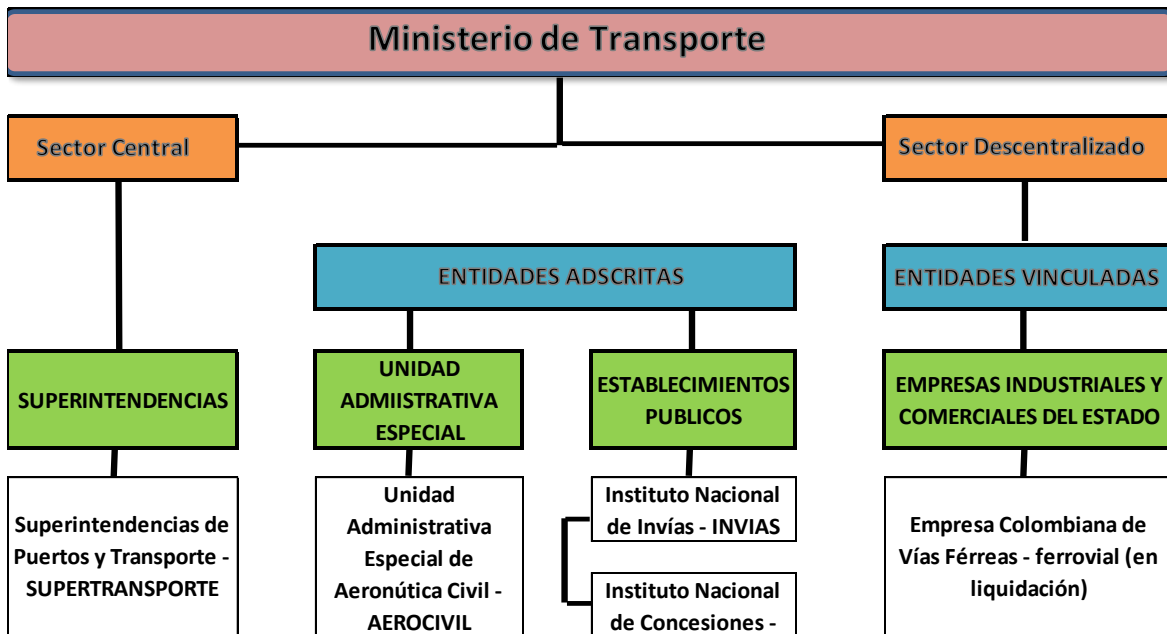 Ministerio de Transporte
Sector Central
Sector Descentralizado
ENTIDADES ADSCRITAS
ENTIDADES VINCULADAS
SUPERINTENDENCIAS
UNIDAD
ADMIISTRATIVA
ESPECIAL
ESTABLECIMIENTOS
PUBLICOS
EMPRESAS INDUSTRIALES Y
COMERCIALES DEL ESTADO
Superintendencias de
Puertos y Transporte -
SUPERTRANSPORTE
Unidad
Administrativa
Especial de
Aeronútica Civil -
AEROCIVIL
Instituto Nacional
de Invías - INVIAS
Instituto Nacional
de Concesiones -
Empresa Colombiana de
Vías Férreas - ferrovial (en
liquidación)